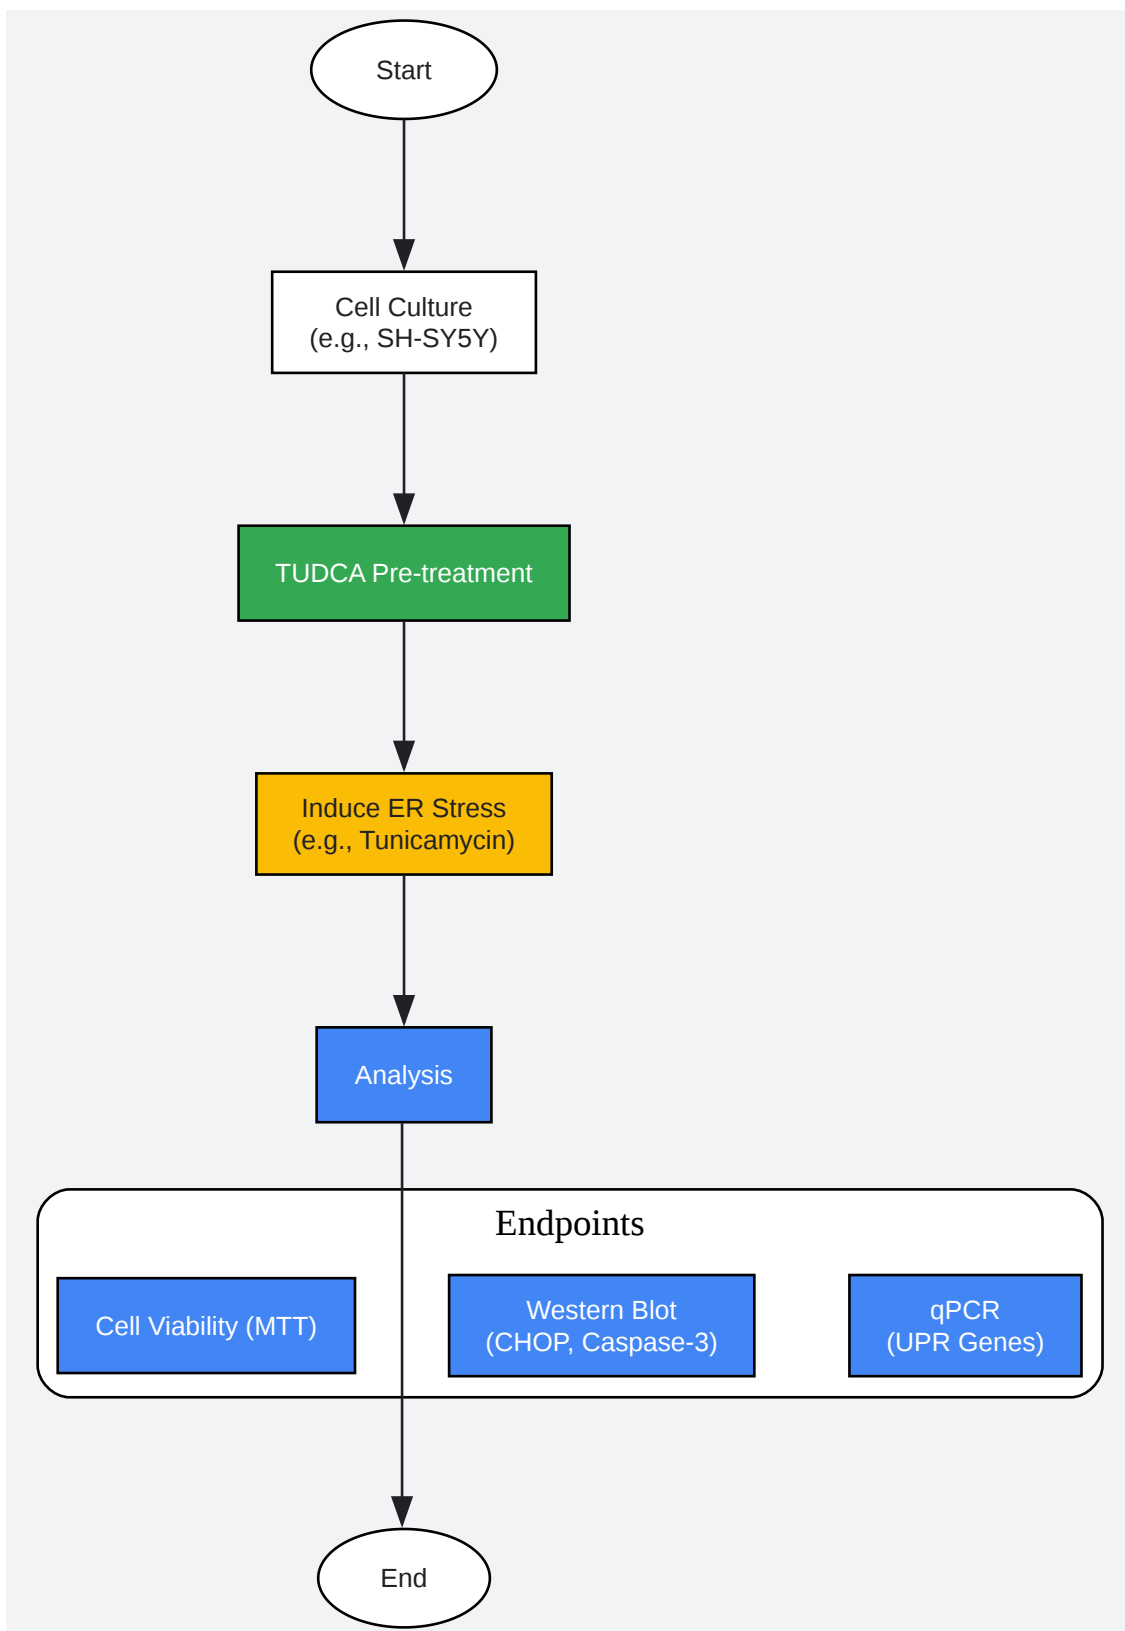 Start
Cell Culture
(e.g., SH-SY5Y)
TUDCA Pre-treatment
Induce ER Stress
(e.g., Tunicamycin)
Analysis
Endpoints
Cell Viability (MTT)
Western Blot
(CHOP, Caspase-3)
qPCR
(UPR Genes)
End